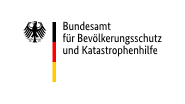 Bundesamt
für Bevölkerungsschutz
und Katastrophenhilfe